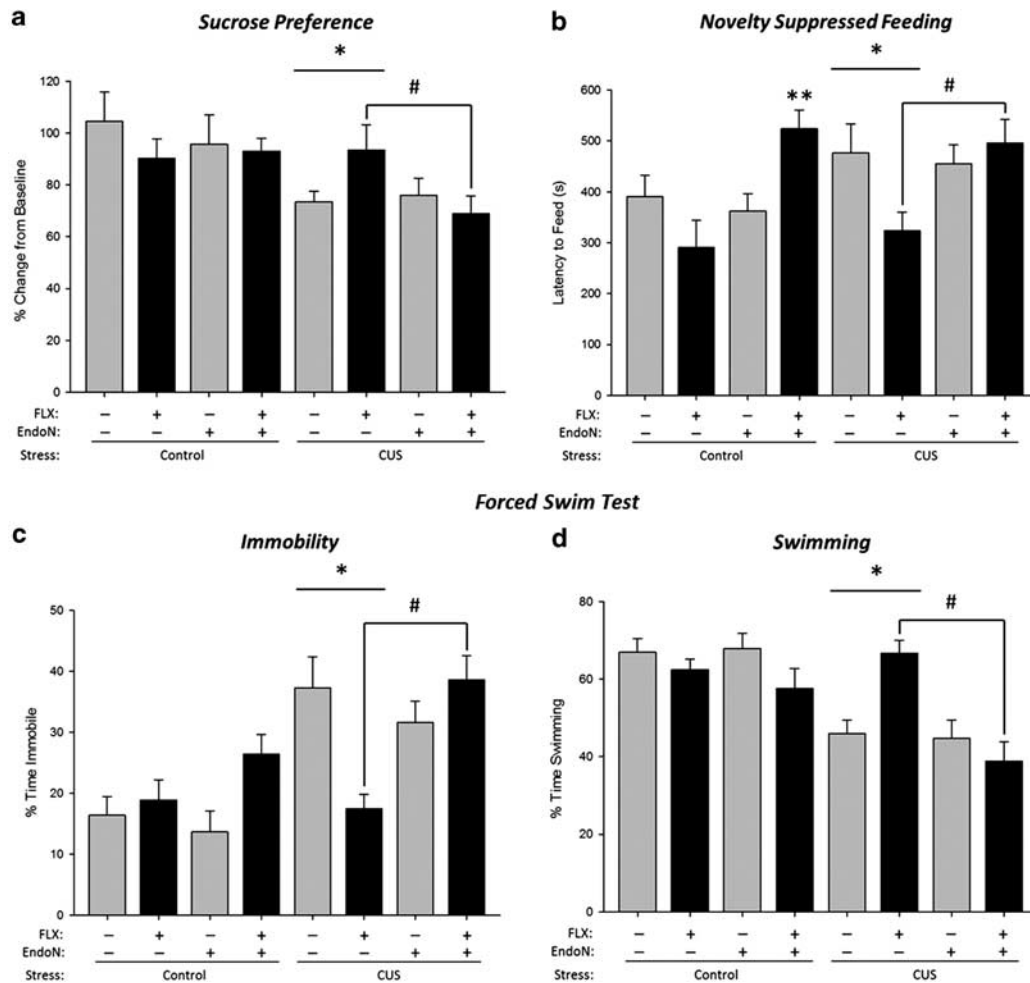 a
Sucrose Preference
*
#
% Change from Baseline
120
100
80
60
40
20
0
FLX: – + – + – + – +
EndoN: – – + + – – + +
Stress: Control CUS
b
Novelty Suppressed Feeding
*
#
**
Latency to Feed (s)
600
500
400
300
200
100
0
FLX: – + – + – + – +
EndoN: – – + + – – + +
Stress: Control CUS
Forced Swim Test
c
Immobility
*
#
% Time Immobile
50
40
30
20
10
0
FLX: – + – + – + – +
EndoN: – – + + – – + +
Stress: Control CUS
d
Swimming
*
#
% Time Swimming
80
60
40
20
0
FLX: – + – + – + – +
EndoN: – – + + – – + +
Stress: Control CUS